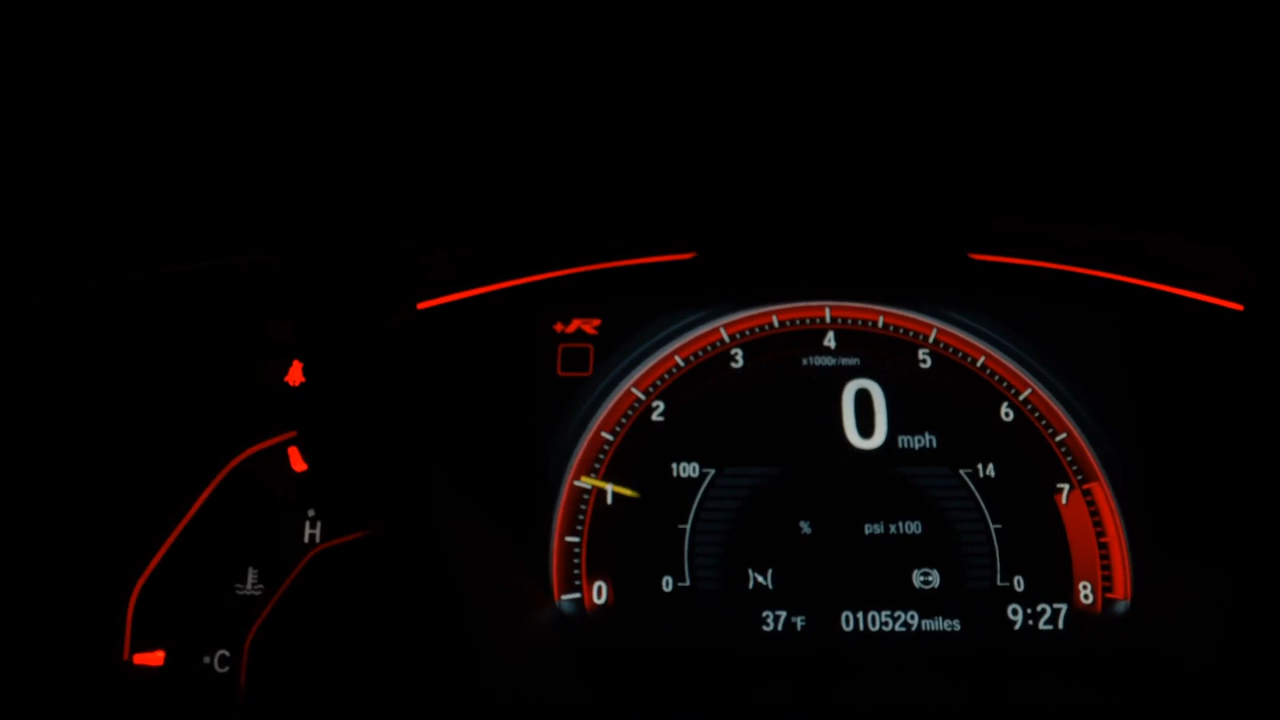 +R
4
3 5
x1000r/min
2 6
0 mph
100 14
1 7
H
% psi x100
0 0
0 8
37 °F 010529 miles 9:27
C